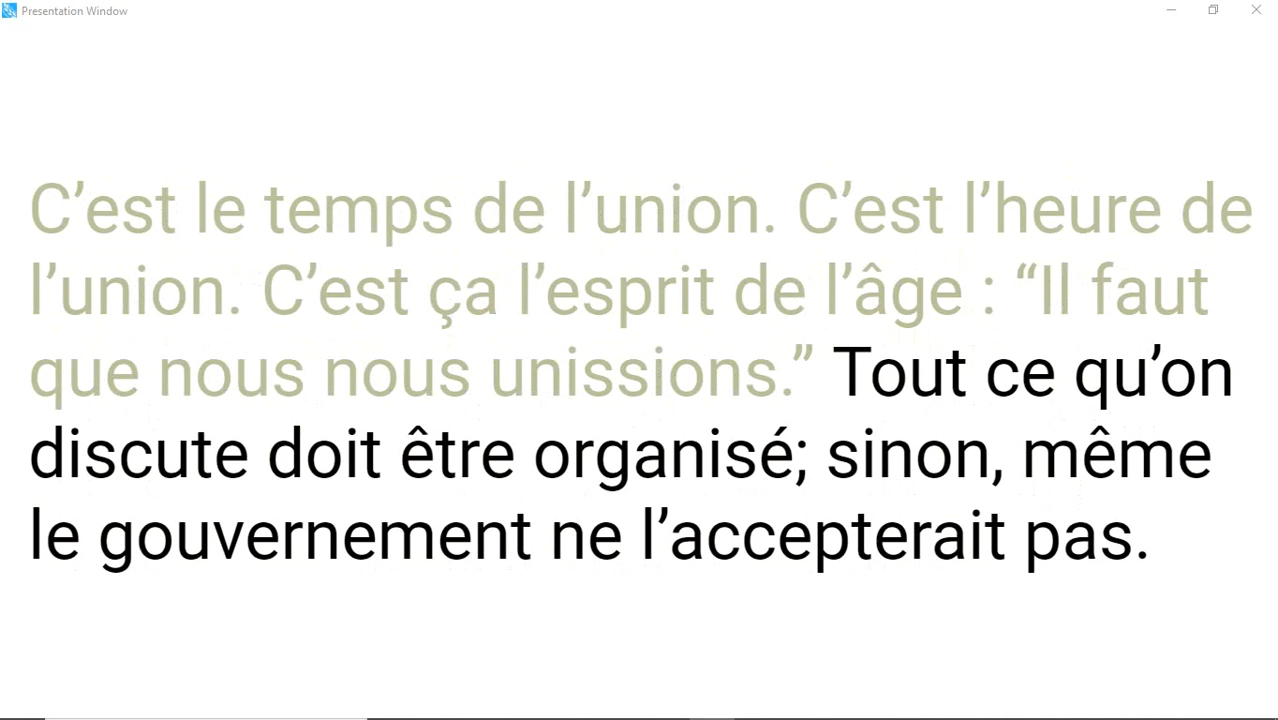 Presentation Window
C’est le temps de l’union. C’est l’heure de
l’union. C’est ça l’esprit de l’âge : “Il faut
que nous nous unissions.” Tout ce qu’on
discute doit être organisé; sinon, même
le gouvernement ne l’accepterait pas.